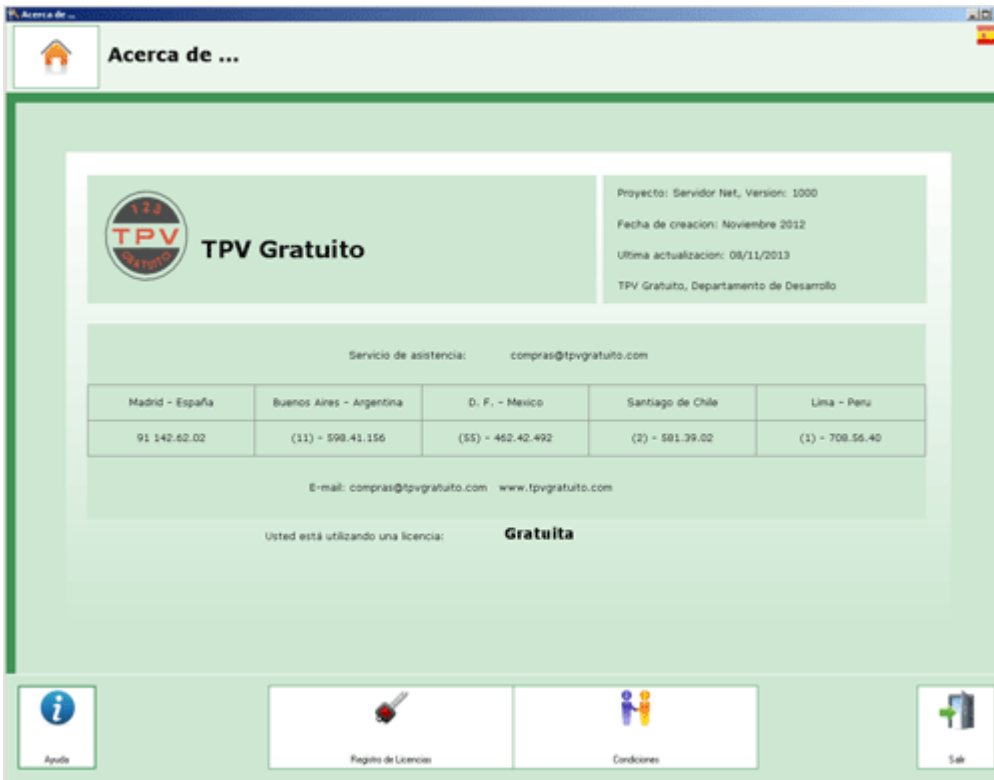 Acerca de ...
Acerca de ...
123
TPV
GRATUITO
TPV Gratuito
Proyecto: Servidor Net, Version: 1000
Fecha de creacion: Noviembre 2012
Ultima actualizacion: 08/11/2013
TPV Gratuito, Departamento de Desarrollo
Servicio de asistencia: compras@tpvgratuito.com
Madrid - España Buenos Aires - Argentina D. F. - Mexico Santiago de Chile Lima - Peru
91 142.62.02 (11) - 598.41.156 (55) - 462.42.492 (2) - 581.39.02 (1) - 708.56.40
E-mail: compras@tpvgratuito.com www.tpvgratuito.com
Usted está utilizando una licencia: Gratuita
Ayuda Registro de Licencias Condiciones Salir